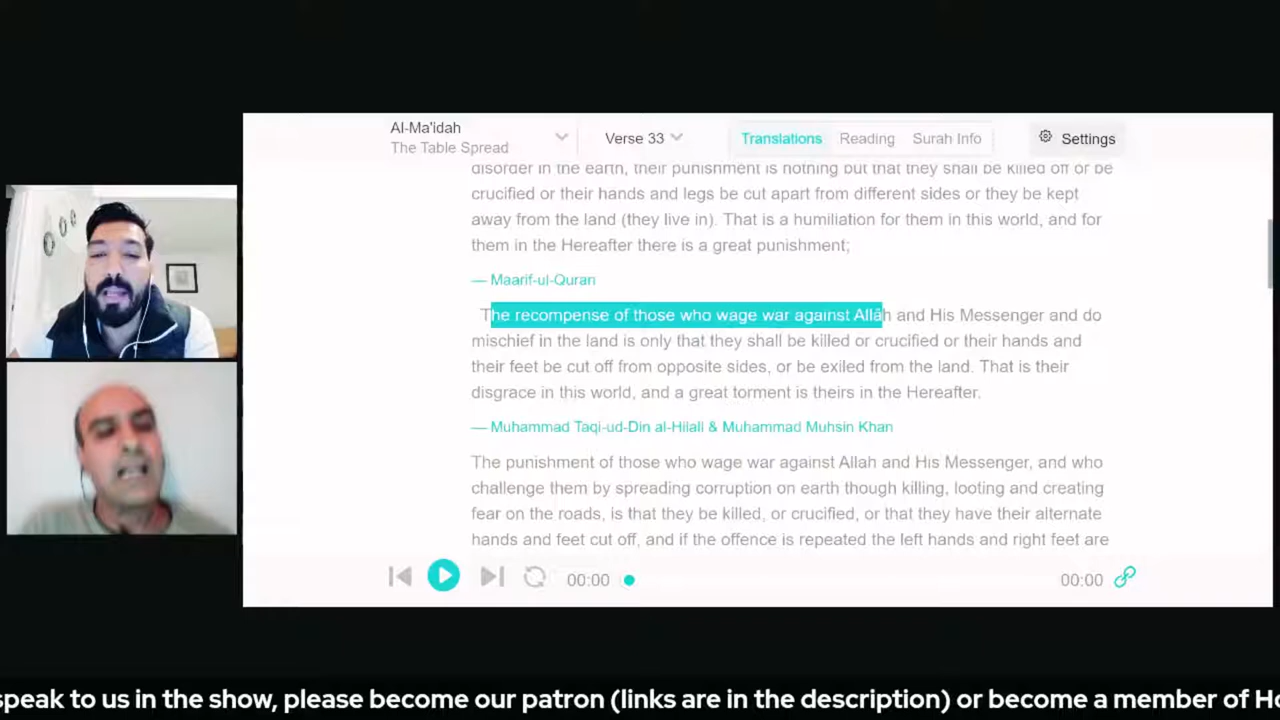 Al-Ma'idah
The Table Spread
Verse 33
Translations Reading Surah Info
Settings
disorder in the earth, their punishment is nothing but that they shall be killed off or be
crucified or their hands and legs be cut apart from different sides or they be kept
away from the land (they live in). That is a humiliation for them in this world, and for
them in the Hereafter there is a great punishment;
— Maarif-ul-Quran
The recompense of those who wage war against Allâh and His Messenger and do
mischief in the land is only that they shall be killed or crucified or their hands and
their feet be cut off from opposite sides, or be exiled from the land. That is their
disgrace in this world, and a great torment is theirs in the Hereafter.
— Muhammad Taqi-ud-Din al-Hilali & Muhammad Muhsin Khan
The punishment of those who wage war against Allah and His Messenger, and who
challenge them by spreading corruption on earth though killing, looting and creating
fear on the roads, is that they be killed, or crucified, or that they have their alternate
hands and feet cut off, and if the offence is repeated the left hands and right feet are
00:00 00:00
speak to us in the show, please become our patron (links are in the description) or become a member of He